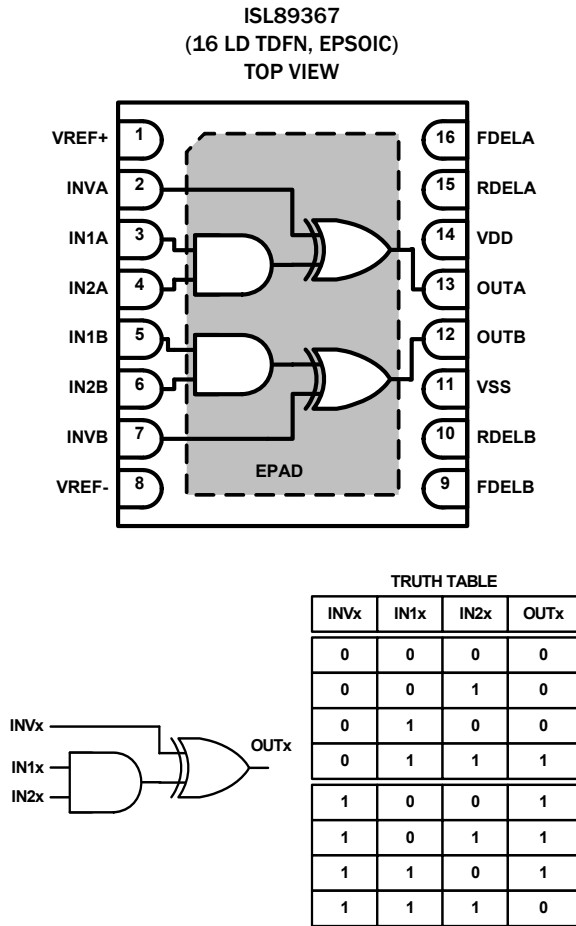 ISL89367
(16 LD TDFN, EPSOIC)
TOP VIEW
VREF+ 1 16 FDELA
INVA 2 15 RDELA
IN1A 3 14 VDD
IN2A 4 13 OUTA
IN1B 5 12 OUTB
IN2B 6 11 VSS
INVB 7 10 RDELB
EPAD
VREF- 8 9 FDELB
TRUTH TABLE
INVx IN1x IN2x OUTx
0 0 0 0
0 0 1 0
0 1 0 0
0 1 1 1
1 0 0 1
1 0 1 1
1 1 0 1
1 1 1 0
INVx
OUTx
IN1x
IN2x